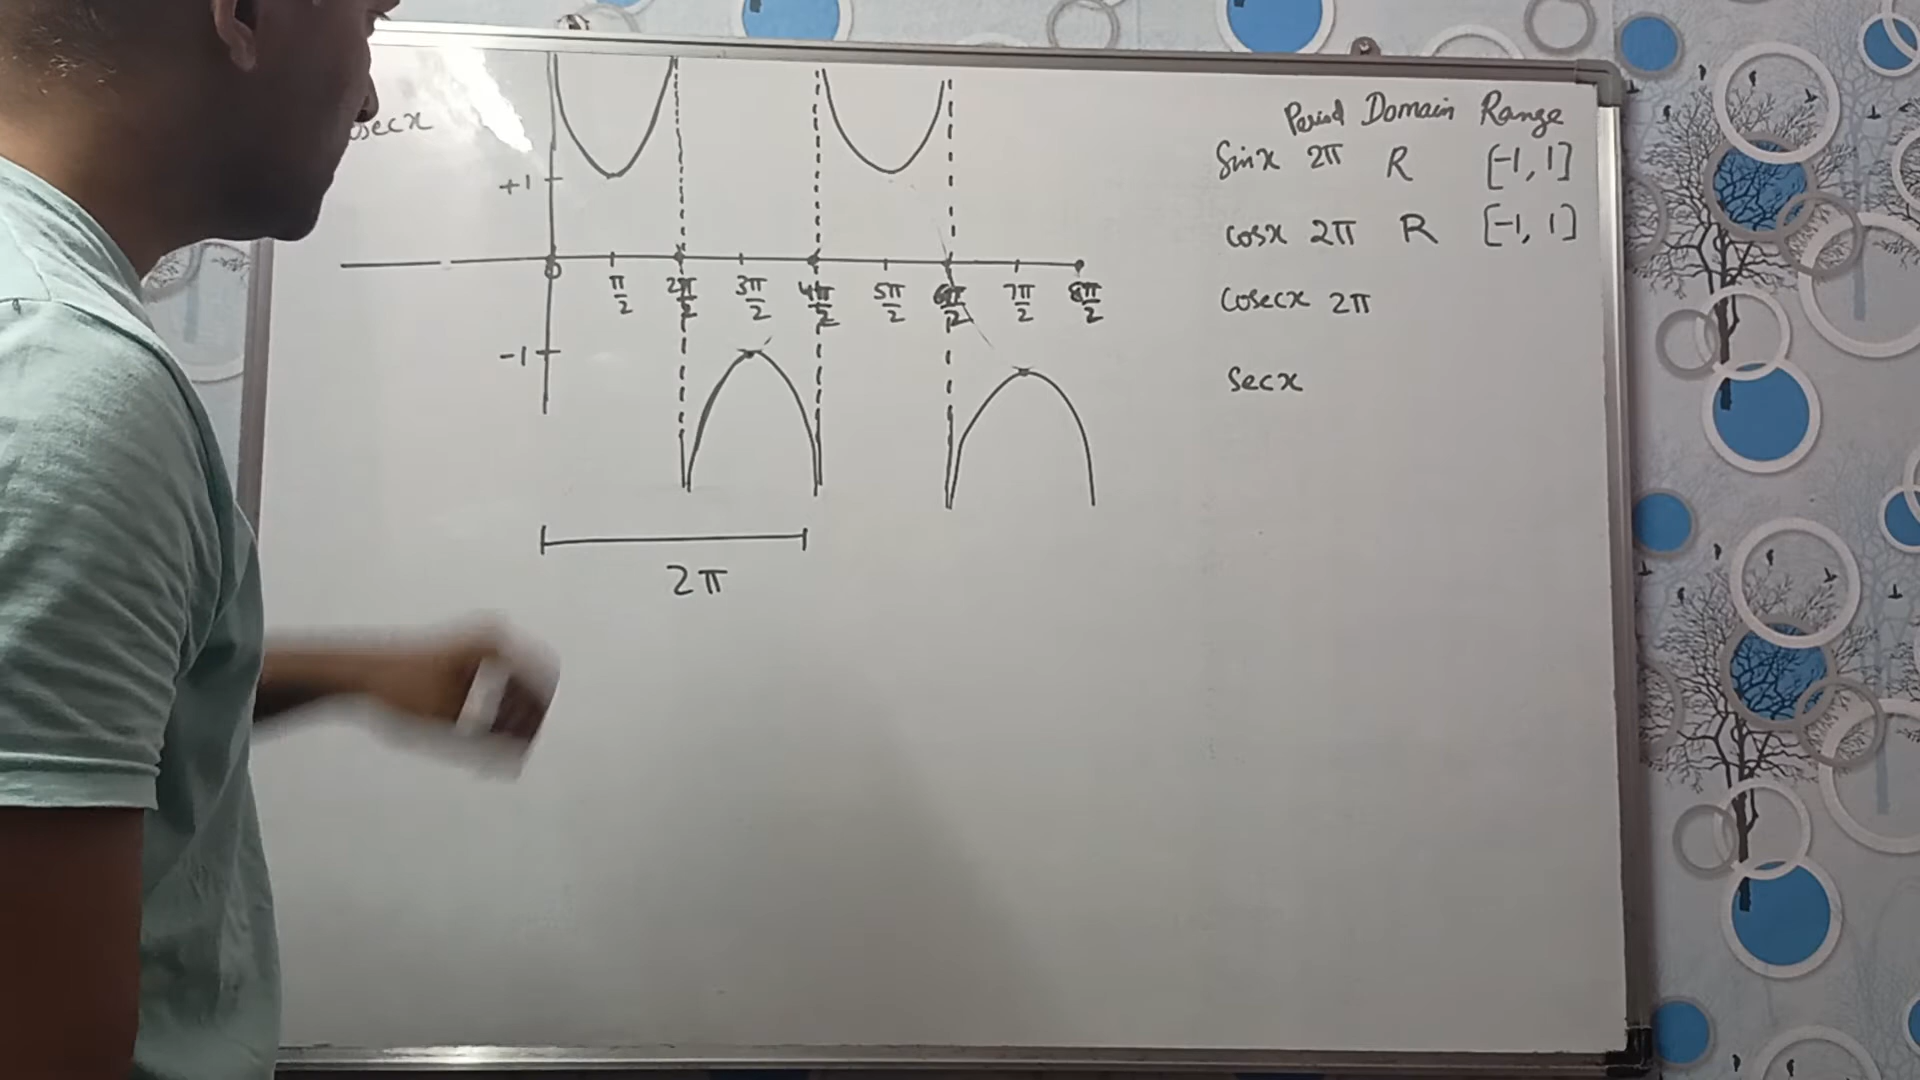 osecx
+1
0 π/2 2π/2 3π/2 4π/2 5π/2 6π/2 7π/2 8π/2
-1
2π
Period Domain Range
Sinx 2π R [-1, 1]
cosx 2π R [-1, 1]
Cosecx 2π
Secx